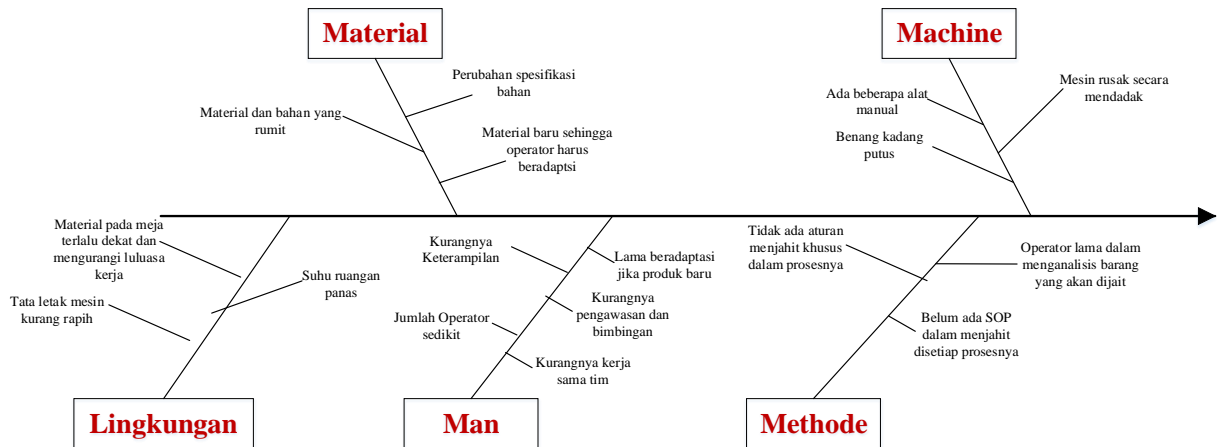 Material
Machine
Perubahan spesifikasi
bahan
Material dan bahan yang
rumit
Material baru sehingga
operator harus
beradaptsi
Ada beberapa alat
manual
Mesin rusak secara
mendadak
Benang kadang
putus
Material pada meja
terlalu dekat dan
mengurangi luluasa
kerja
Suhu ruangan
panas
Tata letak mesin
kurang rapih
Kurangnya
Keterampilan
Lama beradaptasi
jika produk baru
Kurangnya
pengawasan dan
bimbingan
Jumlah Operator
sedikit
Kurangnya kerja
sama tim
Tidak ada aturan
menjahit khusus
dalam prosesnya
Operator lama dalam
menganalisis barang
yang akan dijait
Belum ada SOP
dalam menjahit
disetiap prosesnya
Lingkungan
Man
Methode